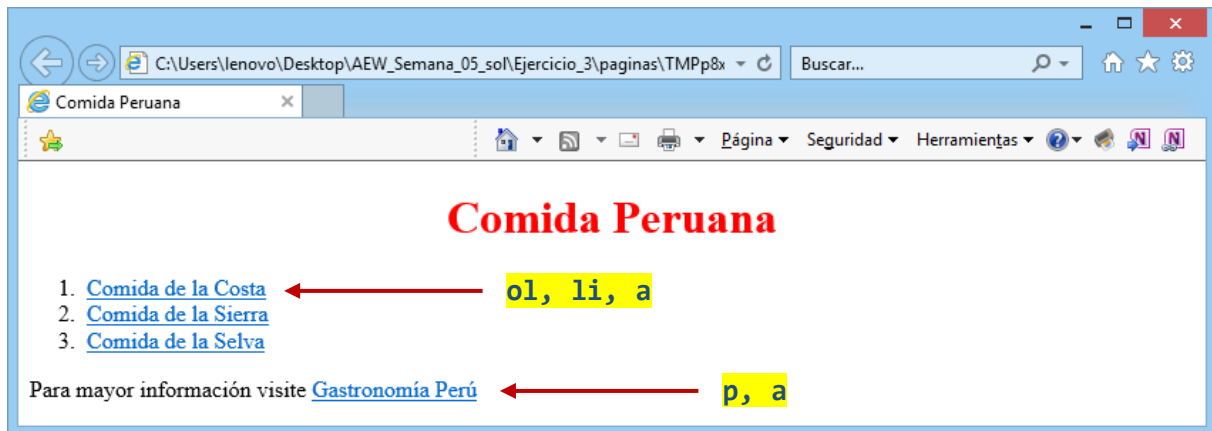 C:\Users\lenovo\Desktop\AEW_Semana_05_sol\Ejercicio_3\paginas\TMPp8x
Buscar...
Comida Peruana
Página
Seguridad
Herramientas
Comida Peruana
1. Comida de la Costa
ol, li, a
2. Comida de la Sierra
3. Comida de la Selva
Para mayor información visite Gastronomía Perú
p, a